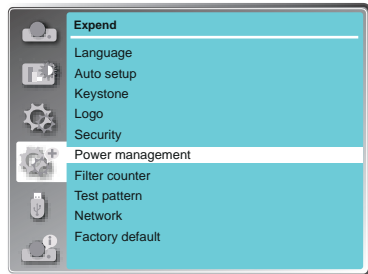 Expend
Language
Auto setup
Keystone
Logo
Security
Power management
Filter counter
Test pattern
Network
Factory default